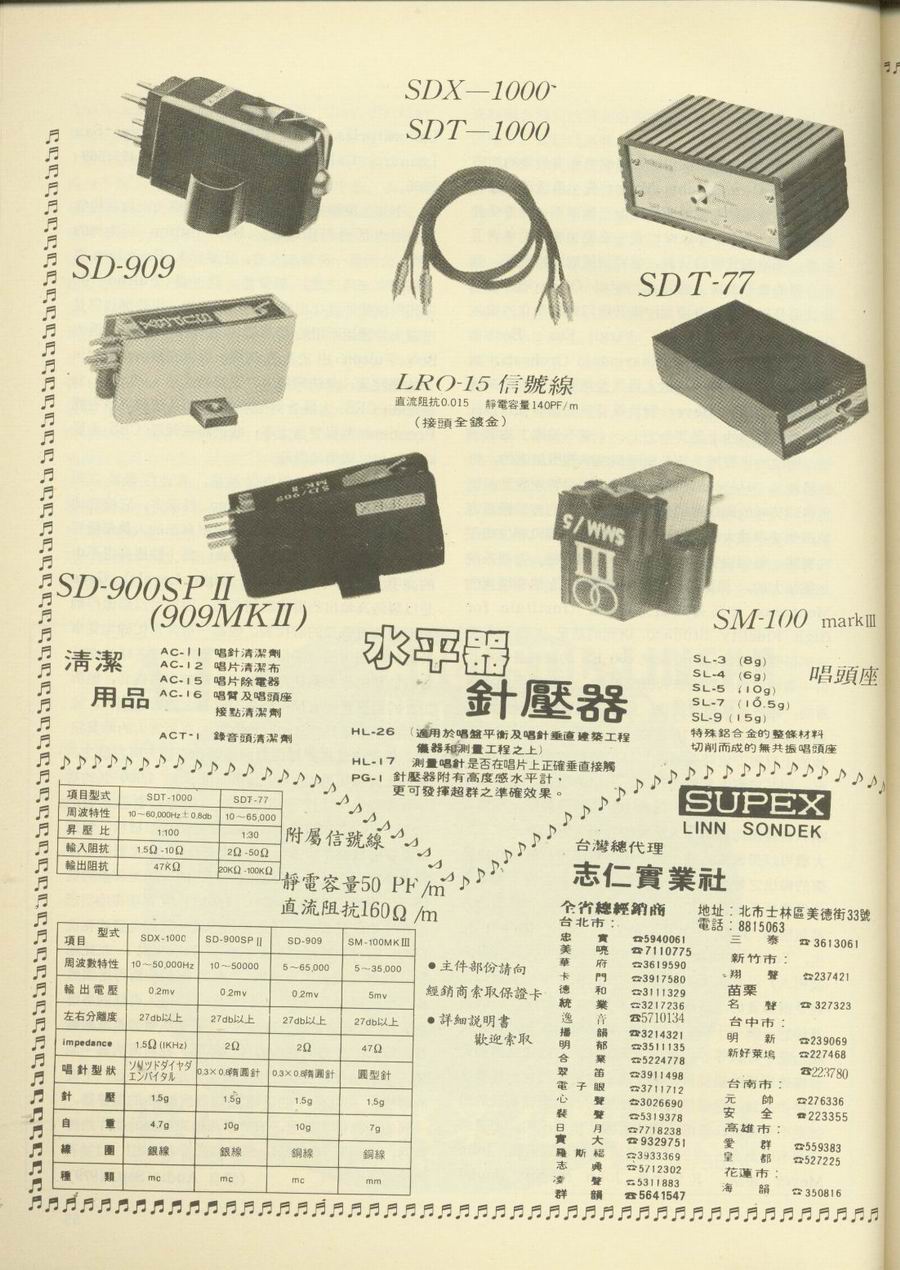 SDX—1000
SDT—1000
SD-909
SDT-77
LRO-15 信號線
直流阻抗0.015 靜電容量140PF/m
（接頭全鍍金）
SUPEX
SDT-77
SD/909
MK-II
SMM/5
SD-900SP II
(909MKII)
SM-100 mark III
清潔
用品
AC-11 唱針清潔劑
AC-12 唱片清潔布
AC-15 唱片除電器
AC-16 唱臂及唱頭座
接點清潔劑
ACT-1 錄音頭清潔劑
水平器
針壓器
HL-26 （適用於唱盤平衡及唱針垂直建築工程
儀器和測量工程之上）
HL-17 測量唱針是否在唱片上正確垂直接觸
PG-1 針壓器附有高度感水平計，
更可發揮超群之準確效果。
SL-3 (8g)
SL-4 (6g)
SL-5 (10g)
SL-7 (10.5g)
SL-9 (15g)
唱頭座
特殊鋁合金的整條材料
切削而成的無共振唱頭座
項目型式 SDT-1000 SDT-77
周波特性 10～60,000Hz±0.8db 10～65,000
昇壓比 1:100 1:30
輸入阻抗 1.5Ω-10Ω 2Ω-50Ω
輸出阻抗 47KΩ 20KΩ-100KΩ
附屬信號線
靜電容量50 PF/m
直流阻抗160Ω/m
項目 型式 SDX-1000 SD-900SP II SD-909 SM-100MK III
周波數特性 10～50,000Hz 10～50000 5～65,000 5～35,000
輸出電壓 0.2mv 0.2mv 0.2mv 5mv
左右分離度 27db以上 27db以上 27db以上 27db以上
impedance 1.5Ω(IKHz) 2Ω 2Ω 47Ω
唱針型狀 ソリツドダイヤダエンパイタル 0.3×0.8楕圓針 0.3×0.8楕圓針 圓型針
針壓 1.5g 1.5g 1.5g 1.5g
自重 4.7g 10g 10g 7g
線圈 銀線 銀線 銅線 銅線
種類 mc mc mc mm
●主件部份請向
經銷商索取保證卡
●詳細説明書
歡迎索取
SUPEX
LINN SONDEK
台灣總代理
志仁實業社
地址：北市士林區美德街33號
電話：8815063
全省總經銷商
台北市：
忠實 ☎5940061
美曉 ☎7110775
華府 ☎3619590
卡門 ☎3917580
德和 ☎3111329
統業 ☎3217236
逸音 ☎5710134
播韻 ☎3214321
明郁 ☎3511135
合業 ☎5224778
翠笛 ☎3911498
電子眼 ☎3711712
心聲 ☎3026690
裴聲 ☎5319378
日月 ☎7718238
實大 ☎9329751
羅斯福 ☎3933369
志典 ☎5712302
凌聲 ☎5311883
群韻 ☎5641547
三泰 ☎3613061
新竹市：
翔聲 ☎237421
苗栗
名聲 ☎327323
台中市：
明新 ☎239069
新好萊塢 ☎227468
☎223780
台南市：
元帥 ☎276336
安全 ☎223355
高雄市：
愛群 ☎559383
皇都 ☎527225
花蓮市：
海韻 ☎350816